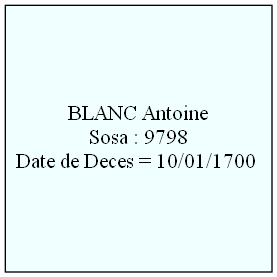 BLANC Antoine
Sosa : 9798
Date de Deces = 10/01/1700